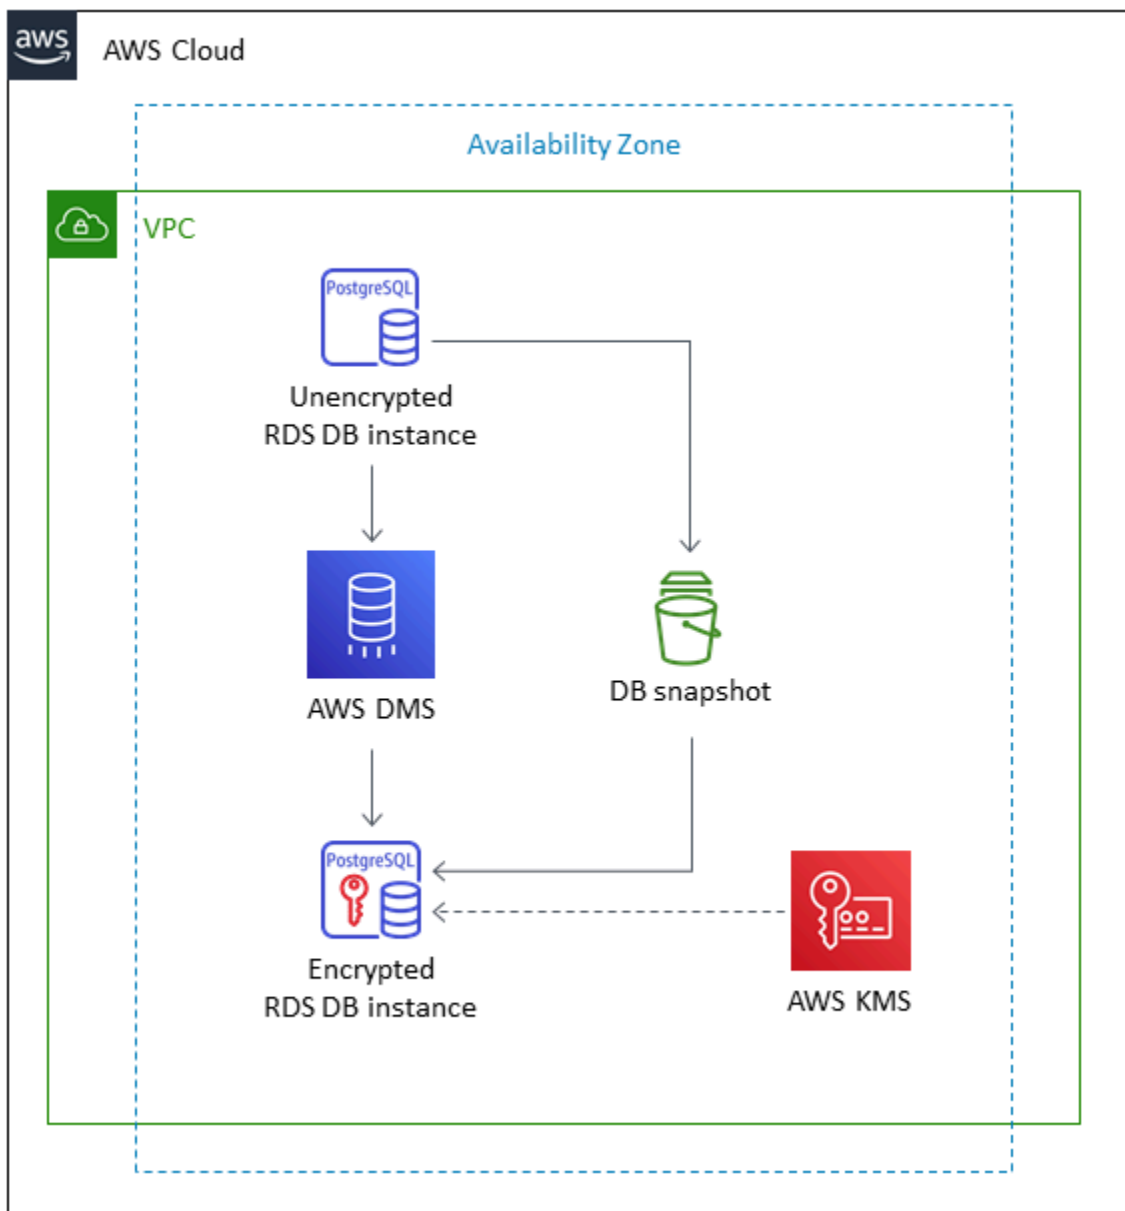 aws
AWS Cloud
Availability Zone
VPC
PostgreSQL
Unencrypted
RDS DB instance
AWS DMS
DB snapshot
PostgreSQL
Encrypted
RDS DB instance
AWS KMS